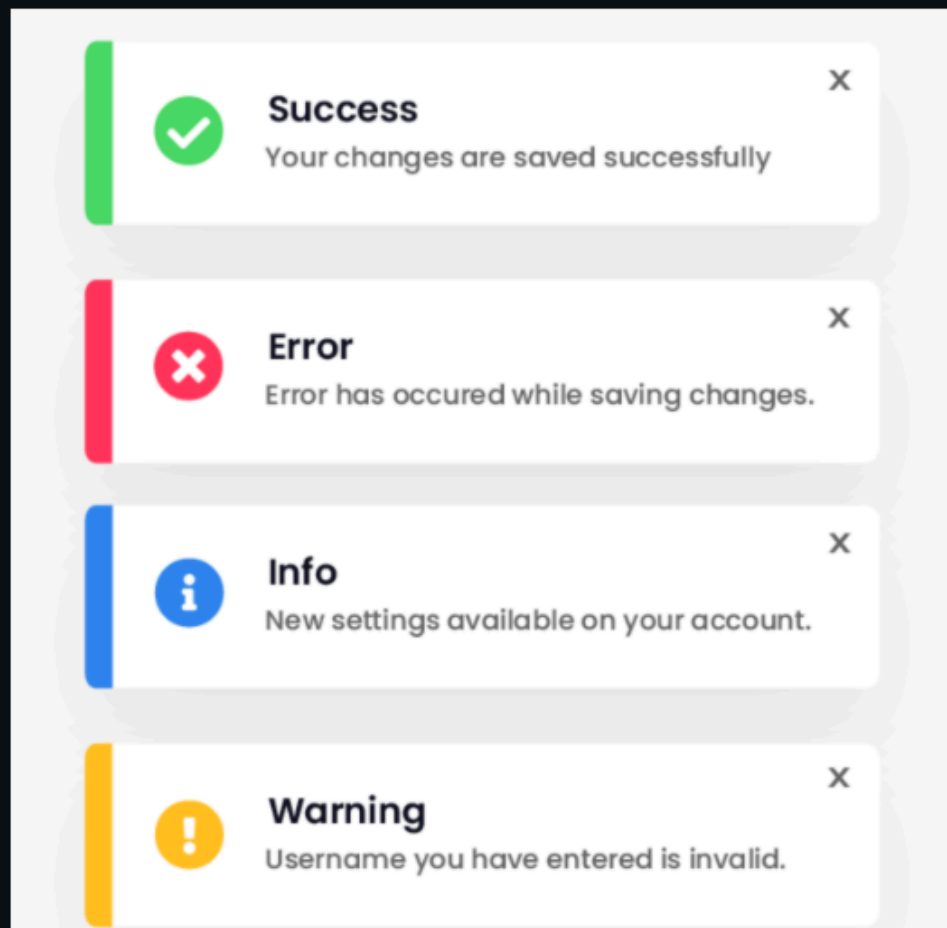 Success
x
Your changes are saved successfully
Error
x
Error has occured while saving changes.
Info
x
New settings available on your account.
Warning
x
Username you have entered is invalid.